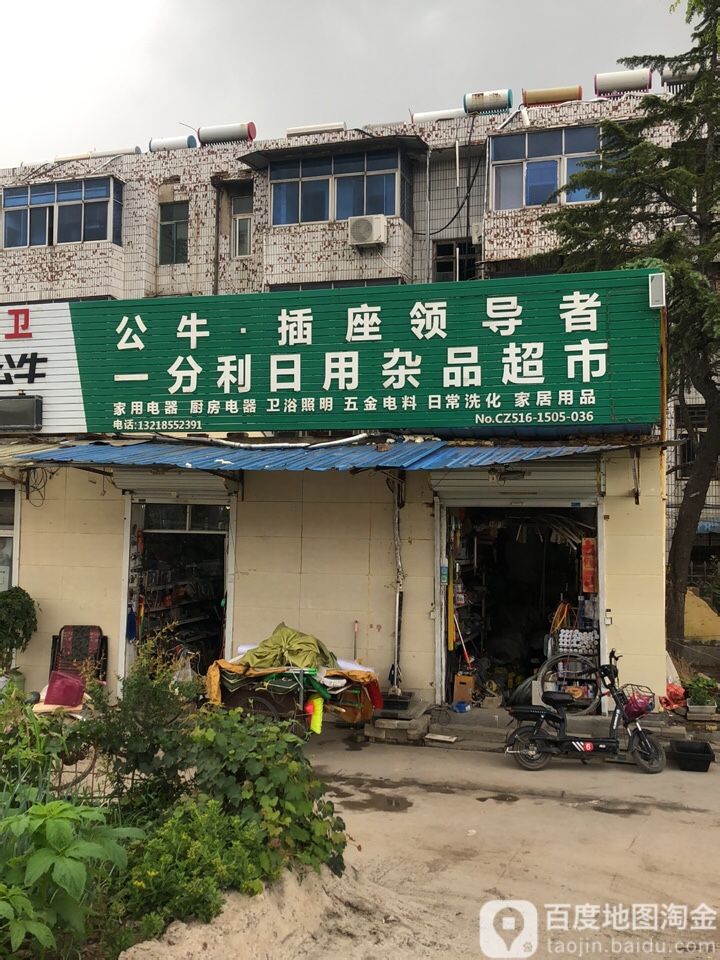 卫
公牛
公牛·插座领导者
一分利日用杂品超市
家用电器 厨房电器 卫浴照明 五金电料 日常洗化 家居用品
电话:13218552391
No.CZ516-1505-036
百度地图淘金
taojin.baidu.com